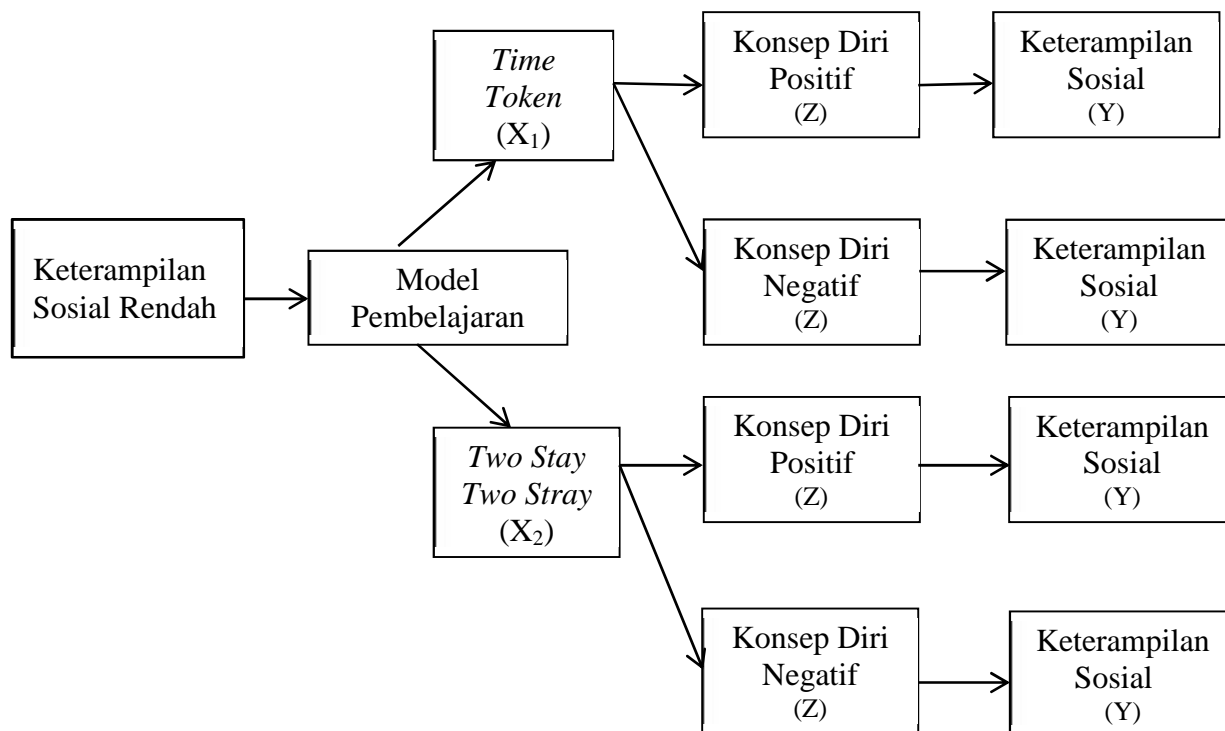 Time
Token
(X₁)
Konsep Diri
Positif
(Z)
Keterampilan
Sosial
(Y)
Keterampilan
Sosial Rendah
Model
Pembelajaran
Konsep Diri
Negatif
(Z)
Keterampilan
Sosial
(Y)
Two Stay
Two Stray
(X₂)
Konsep Diri
Positif
(Z)
Keterampilan
Sosial
(Y)
Konsep Diri
Negatif
(Z)
Keterampilan
Sosial
(Y)